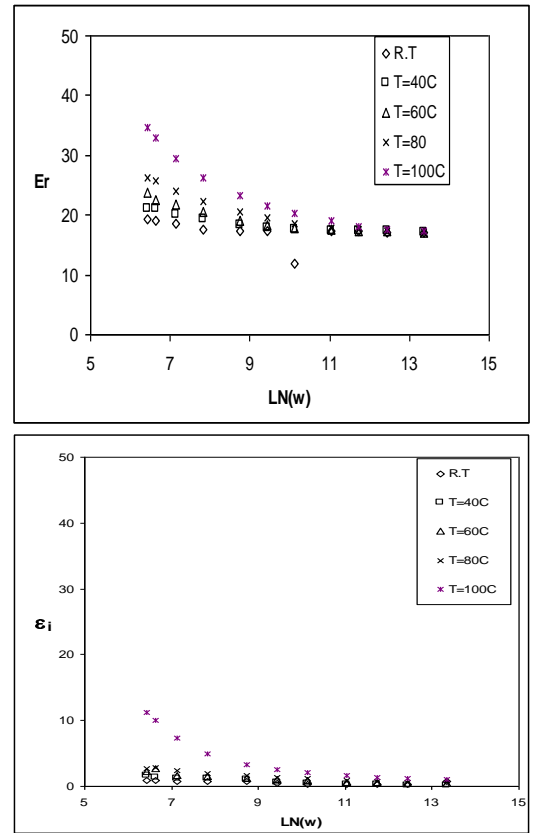 50
40
30
20
10
0
Er
5 7 9 11 13 15
LN(w)
R.T
T=40C
T=60C
T=80
T=100C
50
40
30
20
10
0
εi
5 7 9 11 13 15
LN(w)
R.T
T=40C
T=60C
T=80C
T=100C